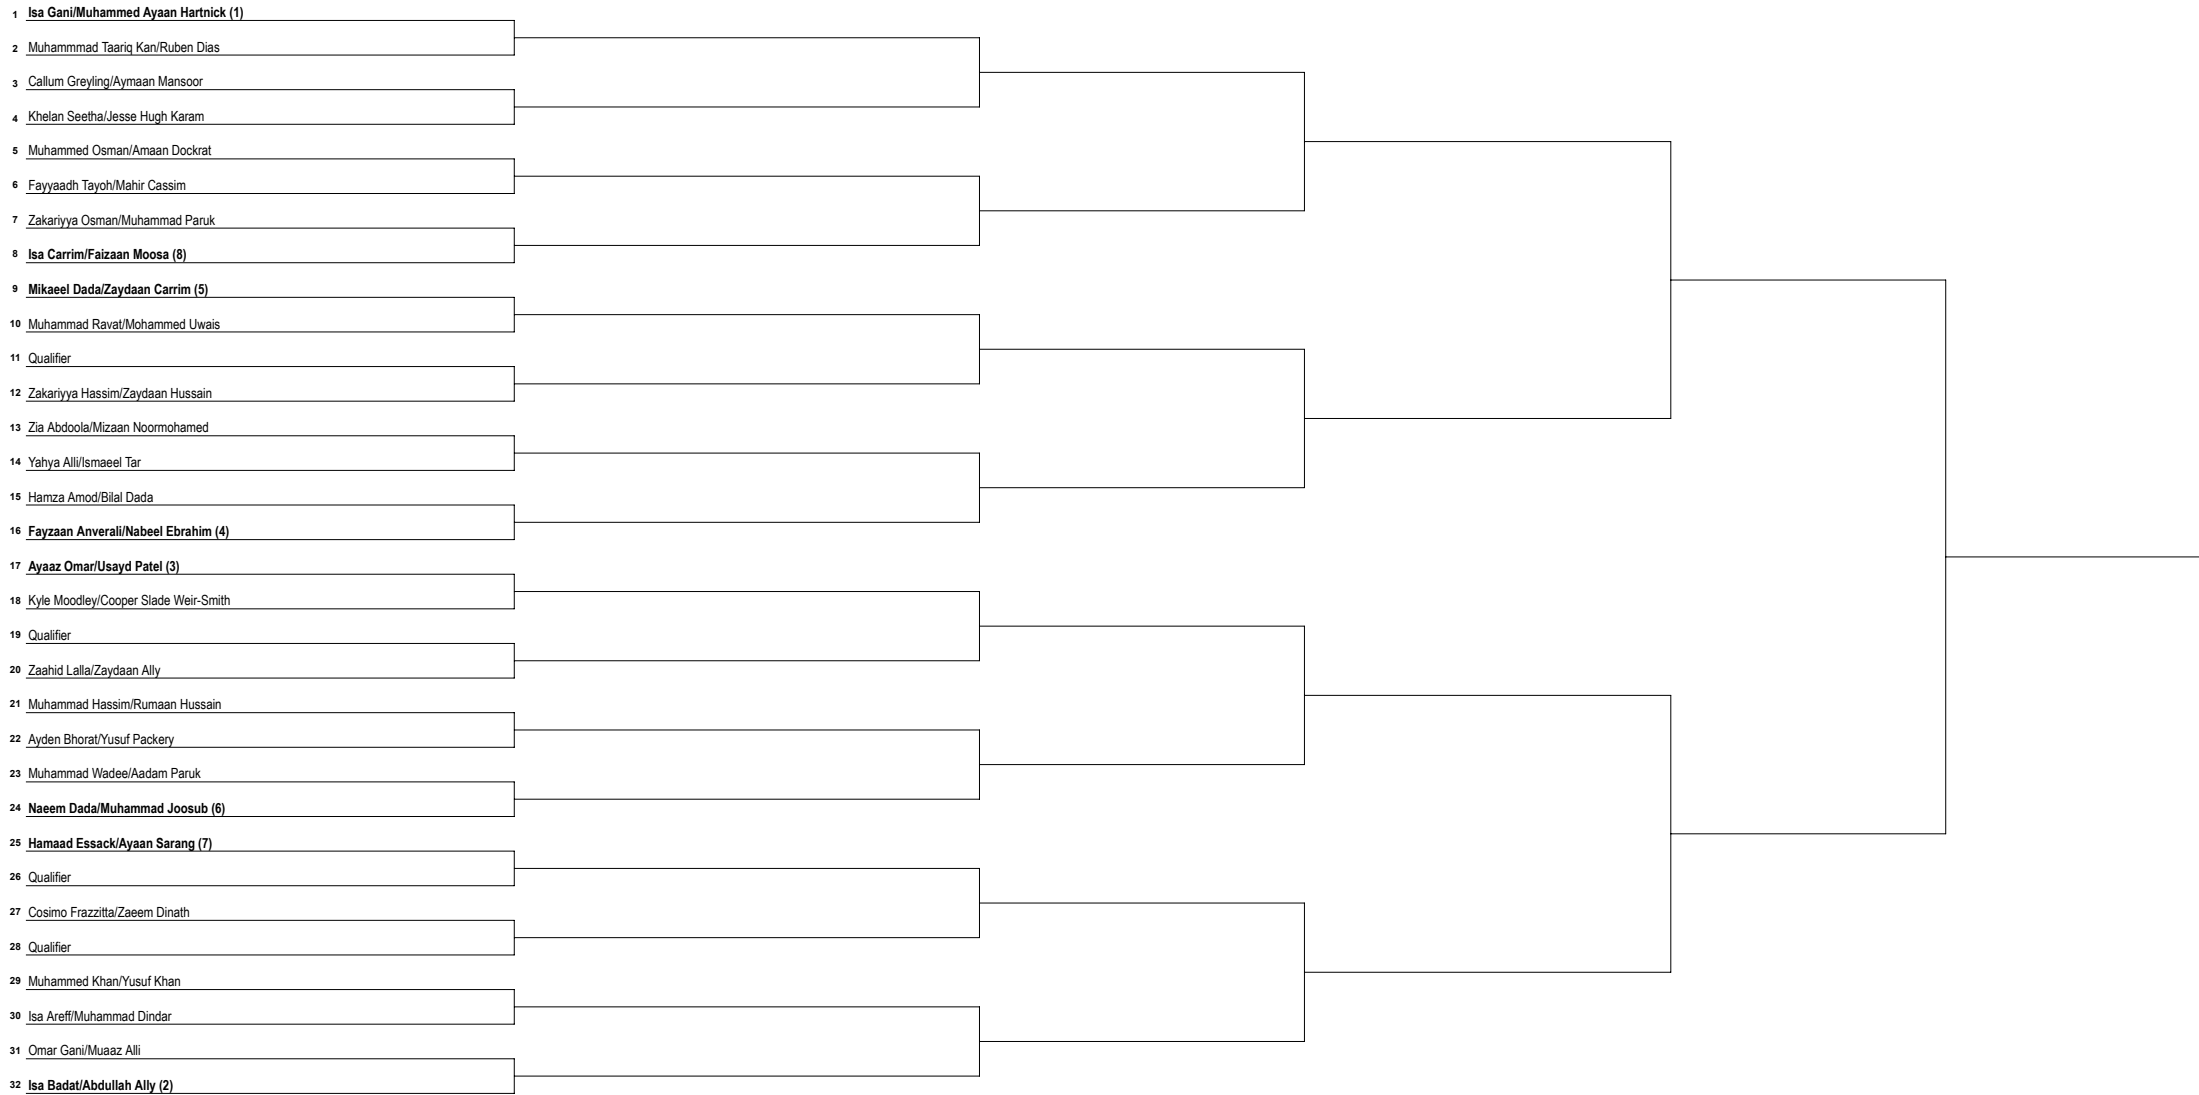 1 Isa Gani/Muhammed Ayaan Hartnick (1)
2 Muhammmad Taariq Kan/Ruben Dias
3 Callum Greyling/Aymaan Mansoor
4 Khelan Seetha/Jesse Hugh Karam
5 Muhammed Osman/Amaan Dockrat
6 Fayyaadh Tayoh/Mahir Cassim
7 Zakariyya Osman/Muhammad Paruk
8 Isa Carrim/Faizaan Moosa (8)
9 Mikaeel Dada/Zaydaan Carrim (5)
10 Muhammad Ravat/Mohammed Uwais
11 Qualifier
12 Zakariyya Hassim/Zaydaan Hussain
13 Zia Abdoola/Mizaan Noormohamed
14 Yahya Alli/Ismaeel Tar
15 Hamza Amod/Bilal Dada
16 Fayzaan Anverali/Nabeel Ebrahim (4)
17 Ayaaz Omar/Usayd Patel (3)
18 Kyle Moodley/Cooper Slade Weir-Smith
19 Qualifier
20 Zaahid Lalla/Zaydaan Ally
21 Muhammad Hassim/Rumaan Hussain
22 Ayden Bhorat/Yusuf Packery
23 Muhammad Wadee/Aadam Paruk
24 Naeem Dada/Muhammad Joosub (6)
25 Hamaad Essack/Ayaan Sarang (7)
26 Qualifier
27 Cosimo Frazzitta/Zaeem Dinath
28 Qualifier
29 Muhammed Khan/Yusuf Khan
30 Isa Areff/Muhammad Dindar
31 Omar Gani/Muaaz Alli
32 Isa Badat/Abdullah Ally (2)